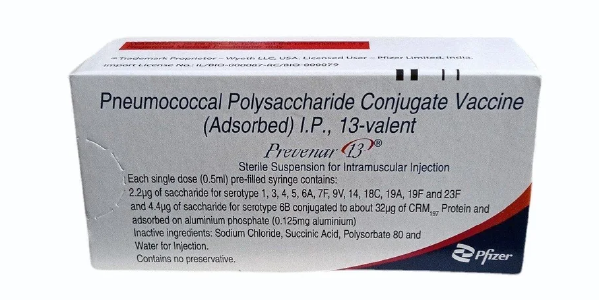 * Trademark Proprietor - Wyeth LLC, USA. Licensed User - Pfizer Limited, India.
Import License No.:
Pneumococcal Polysaccharide Conjugate Vaccine
(Adsorbed) I.P., 13-valent
Prevenar 13®
Sterile Suspension for Intramuscular Injection
Each single dose (0.5ml) pre-filled syringe contains:
2.2µg of saccharide for serotype 1, 3, 4, 5, 6A, 7F, 9V, 14, 18C, 19A, 19F and 23F
and 4.4µg of saccharide for serotype 6B conjugated to about 32µg of CRM₁₉₇ Protein and
adsorbed on aluminium phosphate (0.125mg aluminium)
Inactive ingredients: Sodium Chloride, Succinic Acid, Polysorbate 80 and
Water for Injection.
Contains no preservative.
Pfizer